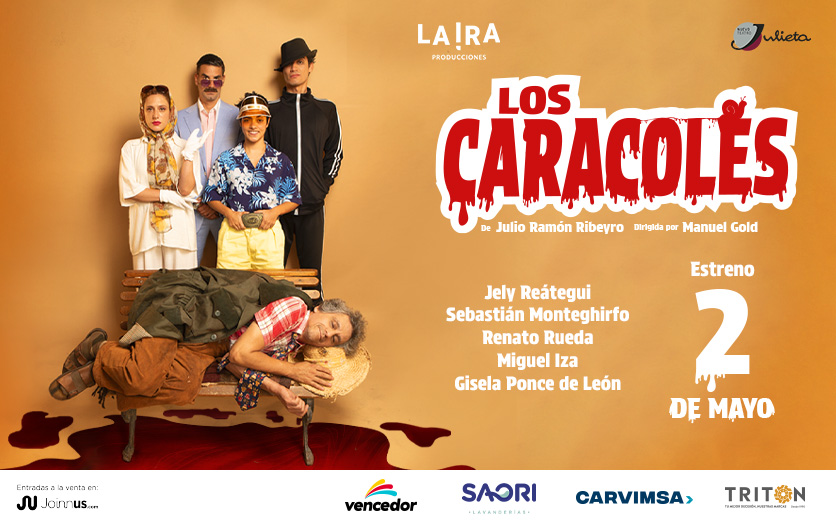 LA!RA
PRODUCCIONES
NUEVO
TEATRO
Julieta
LOS
CARACOLES
De Julio Ramón Ribeyro Dirigida por Manuel Gold
Jely Reátegui
Sebastián Monteghirfo
Renato Rueda
Miguel Iza
Gisela Ponce de León
Estreno
2
DE MAYO
Entradas a la venta en:
Joinnus.com
vencedor
SAORI
LAVANDERÍAS
CARVIMSA
TRITON